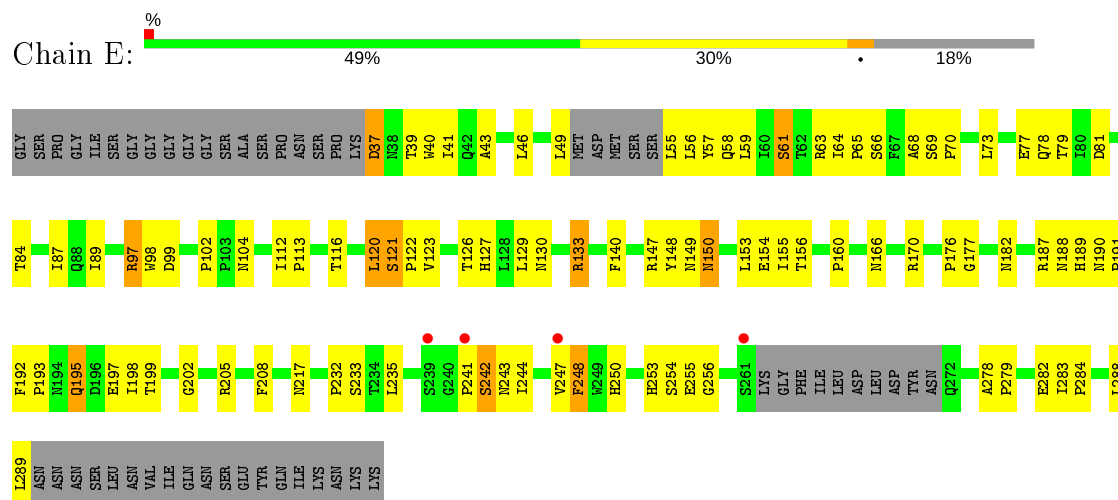 %
Chain E:
49% 30% • 18%
GLY SER PRO GLY ILE SER GLY GLY GLY GLY GLY SER ALA SER PRO ASN SER PRO LYS D37 N38 T39 W40 I41 Q42 A43 L46 L49 MET ASP MET SER SER L55 L56 Y57 Q58 L59 I60 S61 T62 R63 I64 P65 S66 F67 A68 S69 P70 L73 E77 Q78 T79 I80 D81
T84 I87 Q88 I89 R97 W98 D99 P102 P103 N104 I112 P113 T116 L120 S121 P122 V123 T126 H127 L128 L129 N130 R133 F140 R147 Y148 N149 N150 L153 E154 I155 T156 P160 N166 R170 P176 G177 N182 R187 N188 H189 N190 P191
F192 P193 N194 Q195 D196 E197 I198 T199 G202 R205 F208 N217 P232 S233 T234 L235 S239 G240 P241 S242 N243 I244 V247 F248 W249 H250 H253 S254 E255 G256 S261 LYS GLY PHE ILE LEU ASP LEU ASP TYR ASN Q272 A278 P279 E282 I283 P284 L288
L289 ASN ASN ASN SER LEU ASN VAL ILE GLN ASN SER GLU TYR GLN ILE LYS ASN LYS LYS